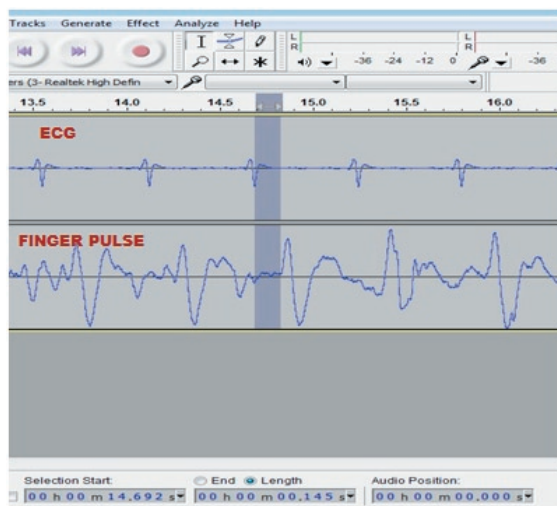 Tracks Generate Effect Analyze Help
L
R
-36 -24 -12 0
L
R
-36
ers (3- Realtek High Defin
13.5 14.0 14.5 15.0 15.5 16.0
ECG
FINGER PULSE
Selection Start: End Length Audio Position:
00 h 00 m 14,692 s 00 h 00 m 00,145 s 00 h 00 m 00,000 s